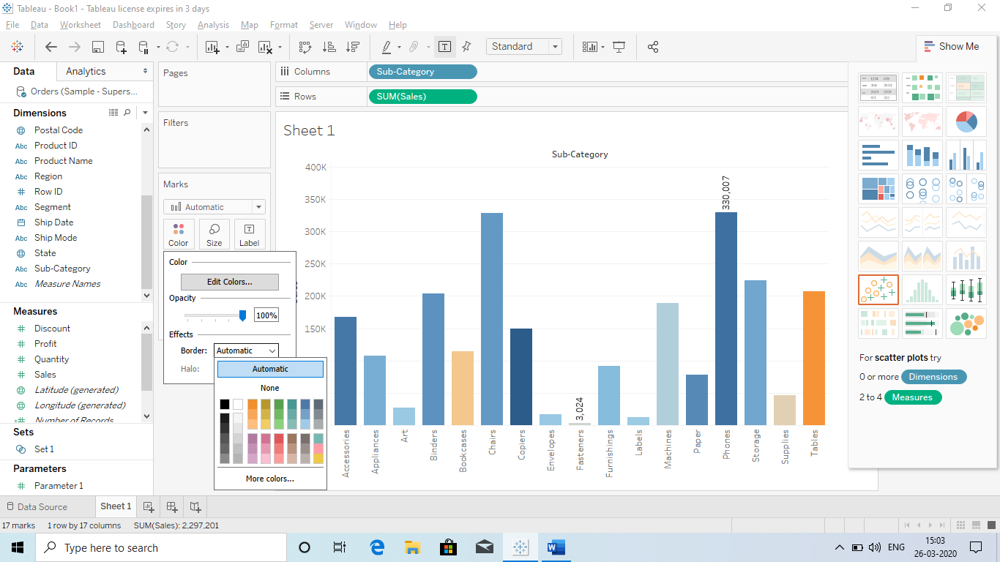 Tableau - Book1 - Tableau license expires in 3 days
File Data Worksheet Dashboard Story Analysis Map Format Server Window Help
Standard
Show Me
Data Analytics
Orders (Sample - Supers...
Dimensions
Postal Code
Abc Product ID
Abc Product Name
Abc Region
Row ID
Abc Segment
Ship Date
Abc Ship Mode
State
Abc Sub-Category
Abc Measure Names
Measures
Discount
Profit
Quantity
Sales
Latitude (generated)
Longitude (generated)
Number of Records
Sets
Set 1
Parameters
Parameter 1
Pages
Filters
Marks
Automatic
Color Size Label
Color
Edit Colors...
Opacity
100%
Effects
Border: Automatic
Halo:
Automatic
None
More colors...
Columns Sub-Category
Rows SUM(Sales)
Sheet 1
Sub-Category
400K
350K
300K
250K
200K
150K
330,007
3,024
Accessories
Appliances
Art
Binders
Bookcases
Chairs
Copiers
Envelopes
Fasteners
Furnishings
Labels
Machines
Paper
Phones
Storage
Supplies
Tables
For scatter plots try
0 or more Dimensions
2 to 4 Measures
Data Source Sheet 1
17 marks 1 row by 17 columns SUM(Sales): 2,297,201
Type here to search
ENG
15:03
26-03-2020